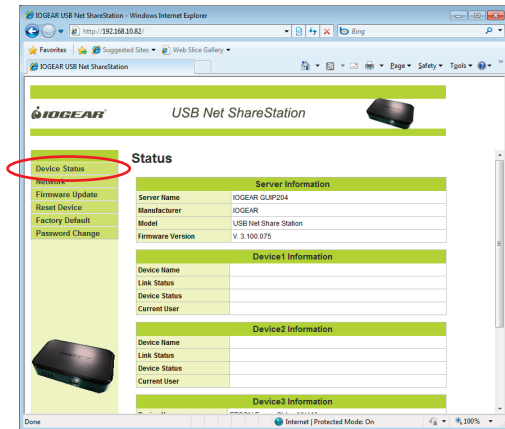 IOGEAR USB Net ShareStation - Windows Internet Explorer
http://192.168.10.82/
Bing
Favorites Suggested Sites Web Slice Gallery
IOGEAR USB Net ShareStation
Page Safety Tools
IOGEAR USB Net ShareStation
Status
Device Status
Network
Firmware Update
Reset Device
Factory Default
Password Change
Server Information
Server Name IOGEAR GUIP204
Manufacturer IOGEAR
Model USB Net Share Station
Firmware Version V. 3.100.075
Device1 Information
Device Name
Link Status
Device Status
Current User
Device2 Information
Device Name
Link Status
Device Status
Current User
Device3 Information
Done Internet | Protected Mode: On 100%